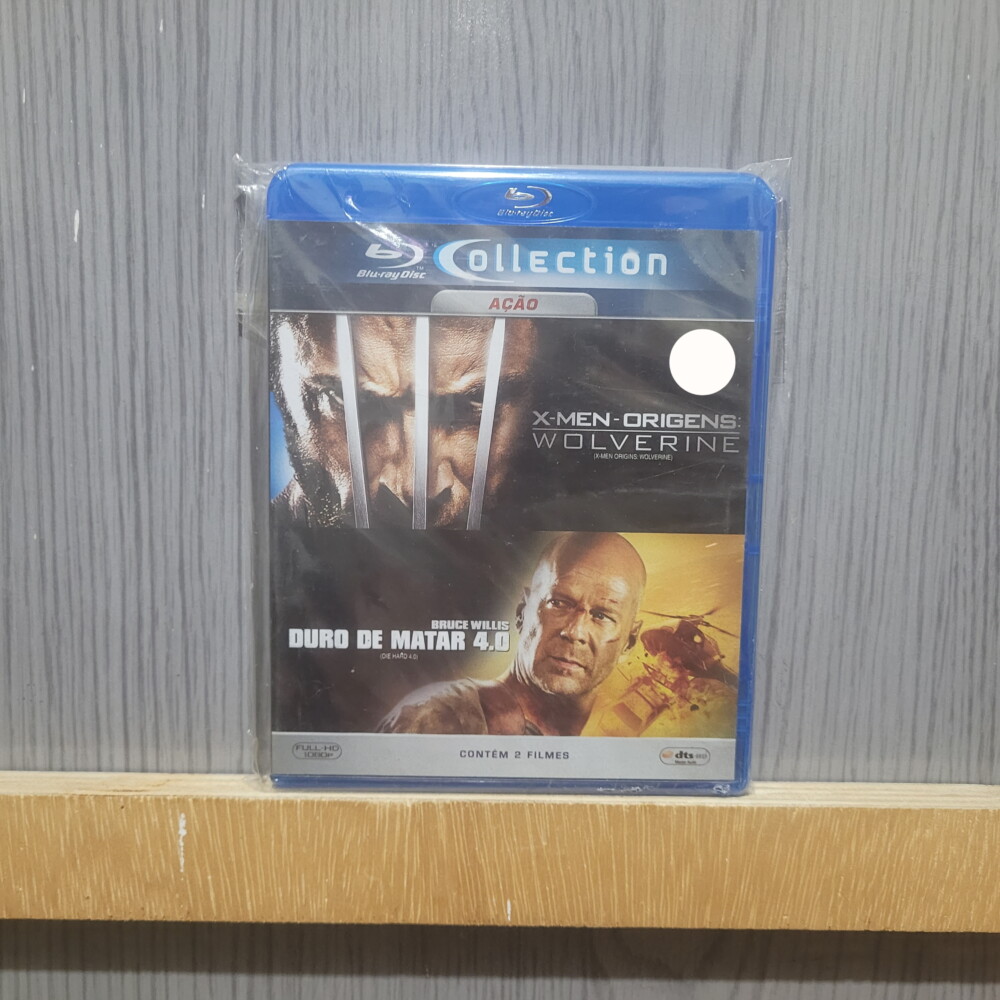 Blu-ray Disc
Blu-ray Disc Collection
AÇÃO
X-MEN - ORIGENS:
WOLVERINE
(X-MEN ORIGINS: WOLVERINE)
BRUCE WILLIS
DURO DE MATAR 4.0
(DIE HARD 4.0)
FULL-HD
1080P
CONTÉM 2 FILMES
dts-HD